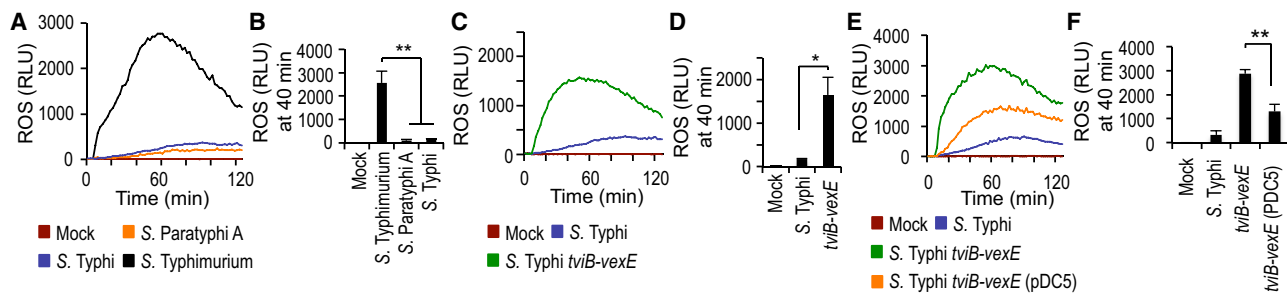 A
ROS (RLU)
3000
2000
1000
0
0 60 120
Time (min)
Mock
S. Paratyphi A
S. Typhi
S. Typhimurium
B
ROS (RLU)
at 40 min
4000
3000
2000
1000
0
**
Mock
S. Typhimurium
S. Paratyphi A
S. Typhi
C
ROS (RLU)
2000
1000
0
0 60 120
Time (min)
Mock
S. Typhi
S. Typhi tviB-vexE
D
ROS (RLU)
at 40 min
2000
1000
0
*
Mock
S. Typhi
tviB-vexE
E
ROS (RLU)
4000
3000
2000
1000
0
0 60 120
Time (min)
Mock
S. Typhi
S. Typhi tviB-vexE
S. Typhi tviB-vexE (pDC5)
F
ROS (RLU)
at 40 min
4000
3000
2000
1000
0
**
Mock
S. Typhi
tviB-vexE
tviB-vexE (PDC5)